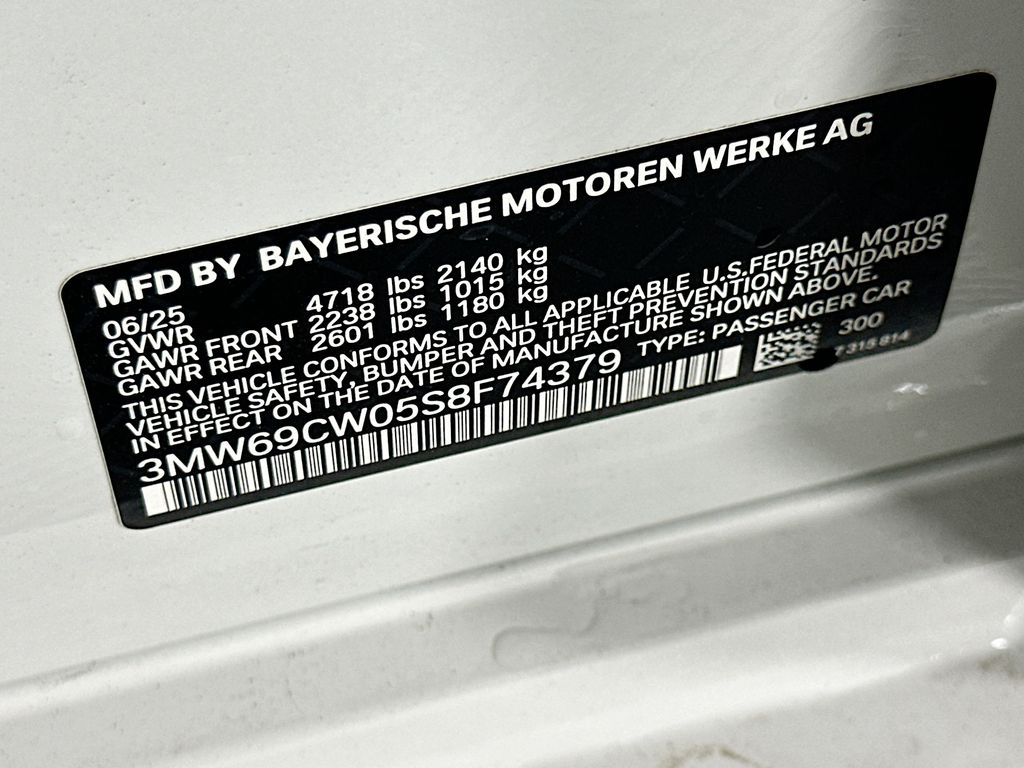 MFD BY BAYERISCHE MOTOREN WERKE AG
06/25
GVWR 4718 lbs 2140 kg
GAWR FRONT 2238 lbs 1015 kg
GAWR REAR 2601 lbs 1180 kg
THIS VEHICLE CONFORMS TO ALL APPLICABLE U.S.FEDERAL MOTOR
VEHICLE SAFETY, BUMPER AND THEFT PREVENTION STANDARDS
IN EFFECT ON THE DATE OF MANUFACTURE SHOWN ABOVE.
3MW69CW05S8F74379 TYPE: PASSENGER CAR
300
7318814